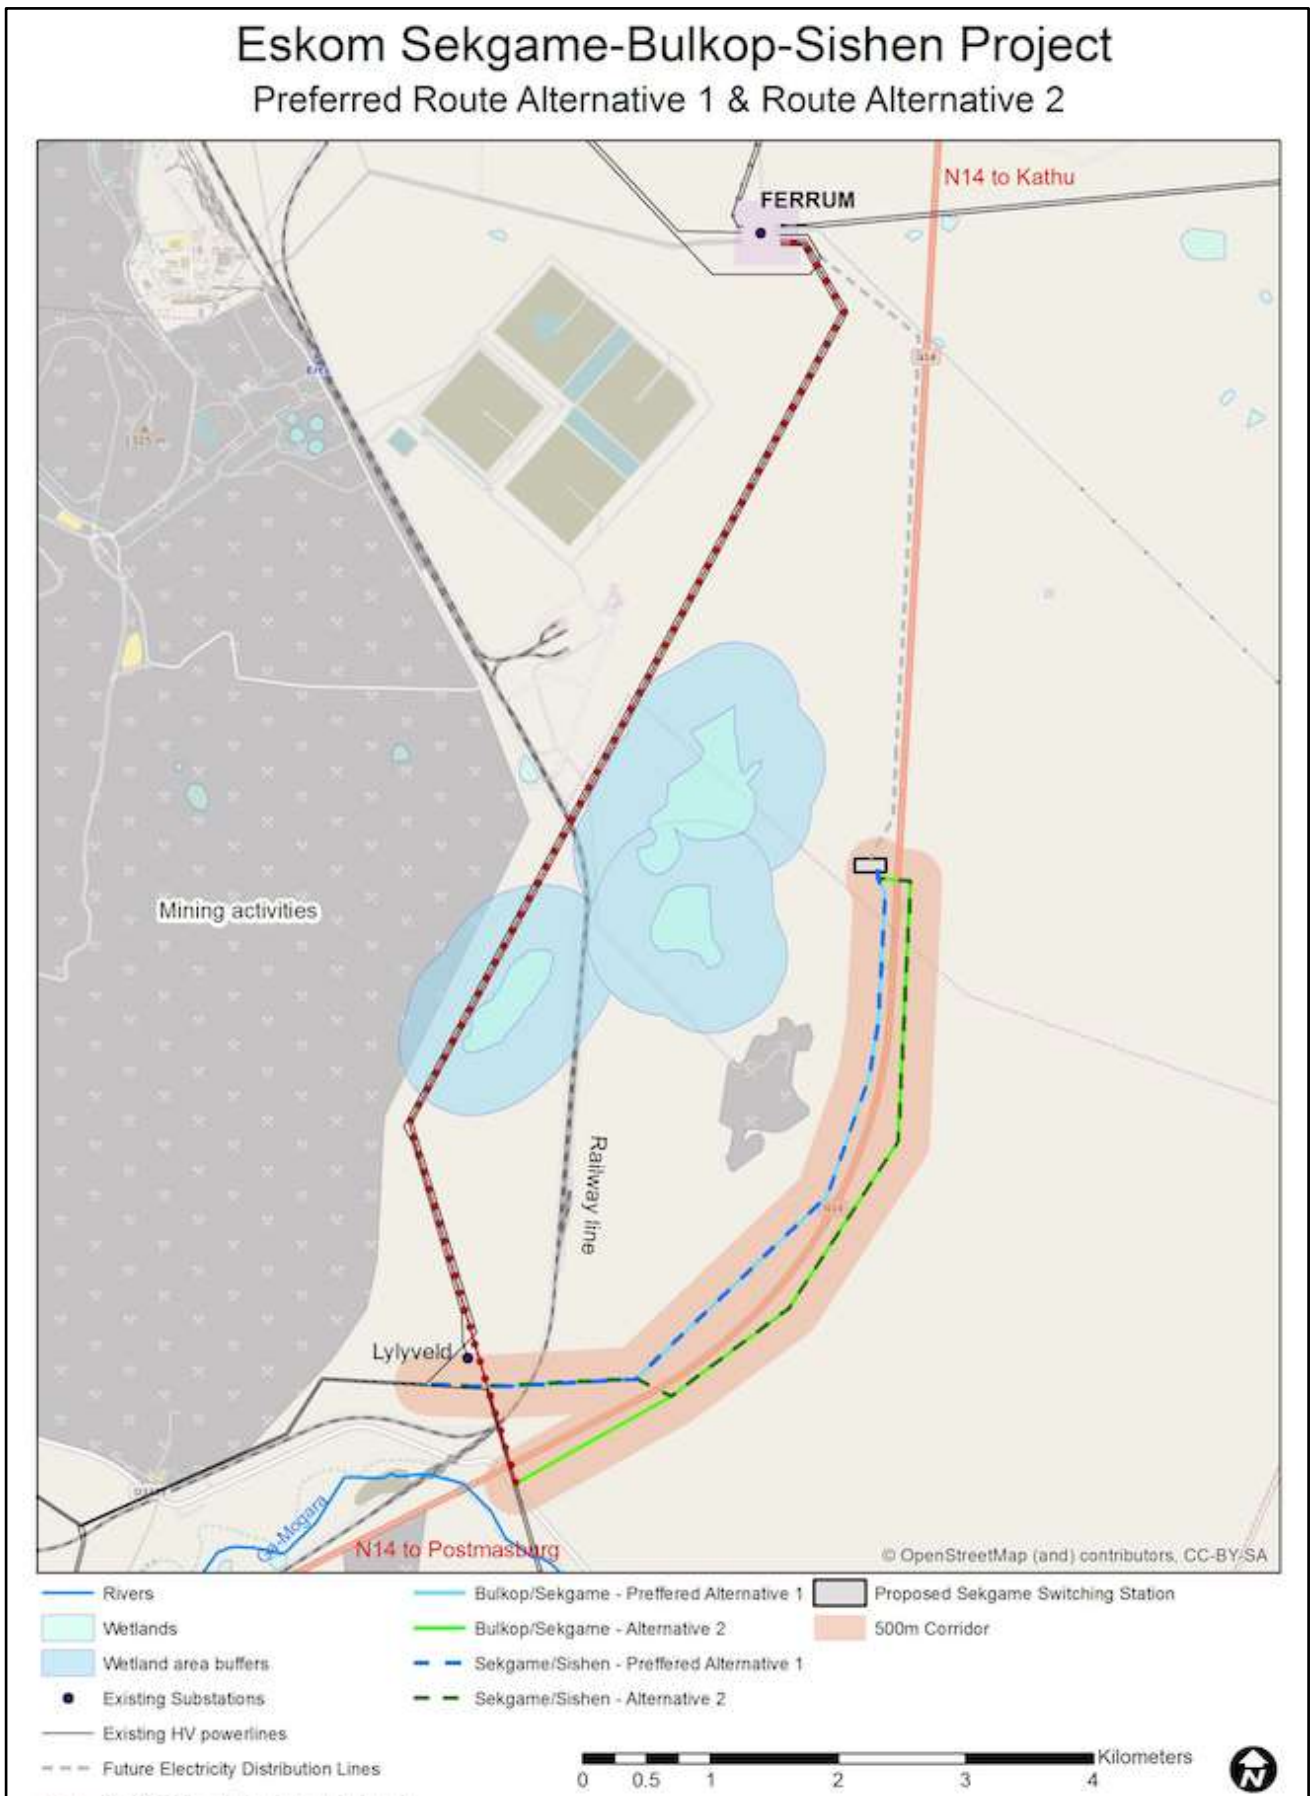 Eskom Sekgame-Bulkop-Sishen Project
Preferred Route Alternative 1 & Route Alternative 2
N14 to Kathu
FERRUM
Mining activities
Railway line
Lylyveld
Ga-Mogara
N14 to Postmasburg
© OpenStreetMap (and) contributors, CC-BY-SA
Rivers
Wetlands
Wetland area buffers
Existing Substations
Existing HV powerlines
Future Electricity Distribution Lines
Bulkop/Sekgame - Preffered Alternative 1
Bulkop/Sekgame - Alternative 2
Sekgame/Sishen - Preffered Alternative 1
Sekgame/Sishen - Alternative 2
Proposed Sekgame Switching Station
500m Corridor
Kilometers
0 0.5 1 2 3 4
N